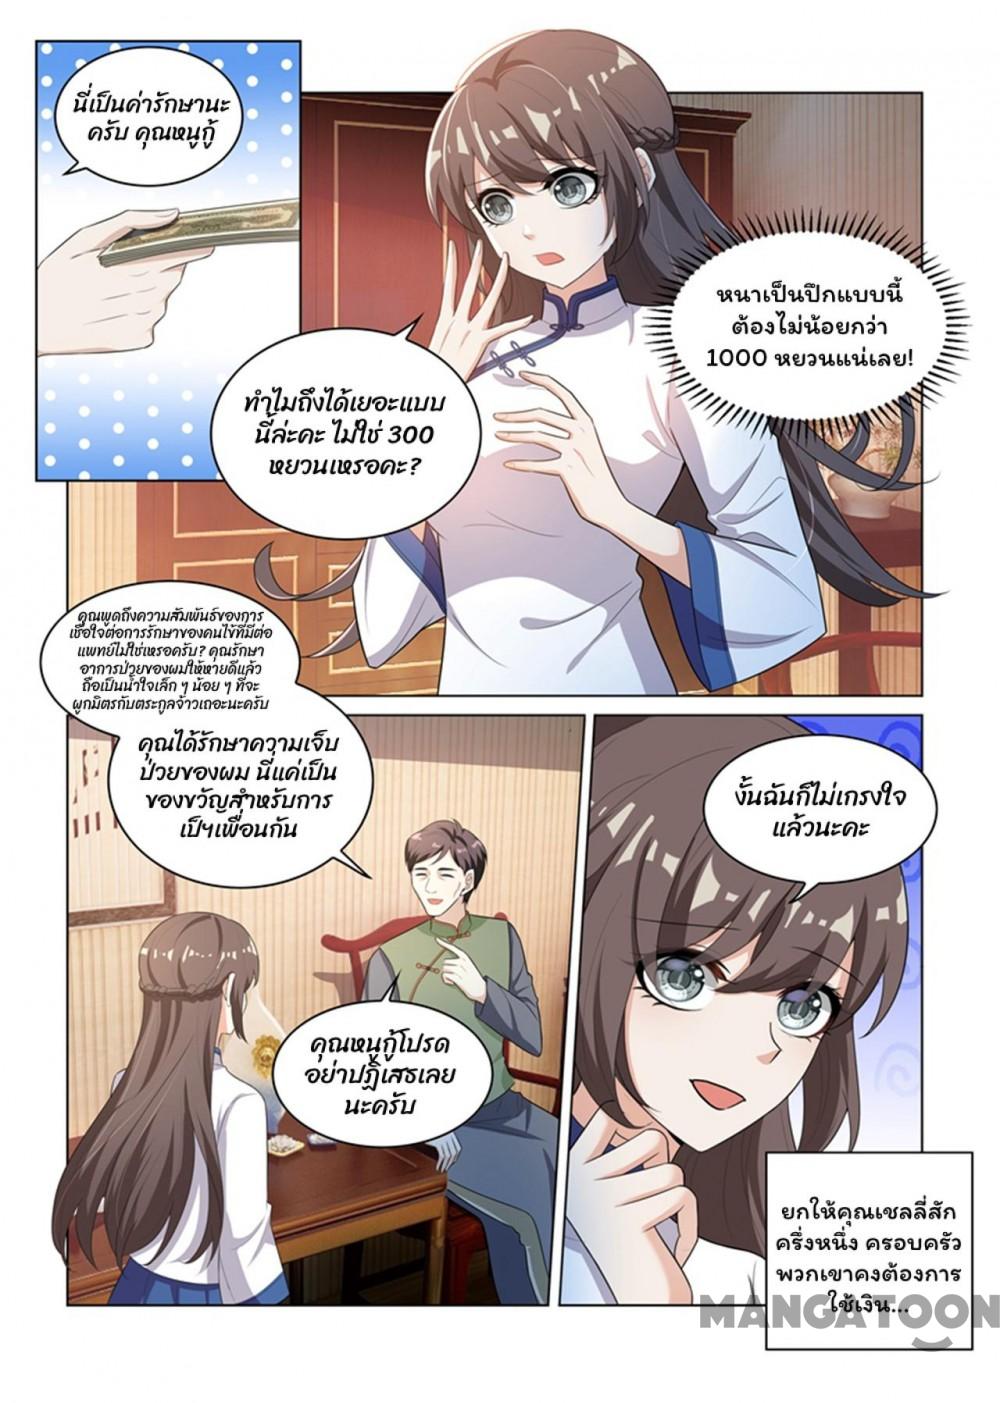 นี่เป็นค่ารักษานะ
ครับ คุณหนูกู้
หนาเป็นปึกแบบนี้
ต้องไม่น้อยกว่า
1000 หยวนแน่เลย!
ทำไมถึงได้เยอะแบบ
นี้ล่ะคะ ไม่ใช่ 300
หยวนเหรอคะ?
คุณพูดถึงความสัมพันธ์ของการ
เชื่อใจต่อการรักษาของคนไข้ที่มีต่อ
แพทย์ไม่ใช่เหรอครับ? คุณรักษา
อาการป่วยของผมให้หายดีแล้ว
ถือเป็นน้ำใจเล็ก ๆ น้อย ๆ ที่จะ
ผูกมิตรกับตระกูลจ้าวเถอะนะครับ
คุณได้รักษาความเจ็บ
ป่วยของผม นี่แค่เป็น
ของขวัญสำหรับการ
เป็ฯเพื่อนกัน
งั้นฉันก็ไม่เกรงใจ
แล้วนะคะ
คุณหนูกู้โปรด
อย่าปฏิเสธเลย
นะครับ
ยกให้คุณเชลลี่สัก
ครึ่งหนึ่ง ครอบครัว
พวกเขาคงต้องการ
ใช้เงิน...
MANGATOON